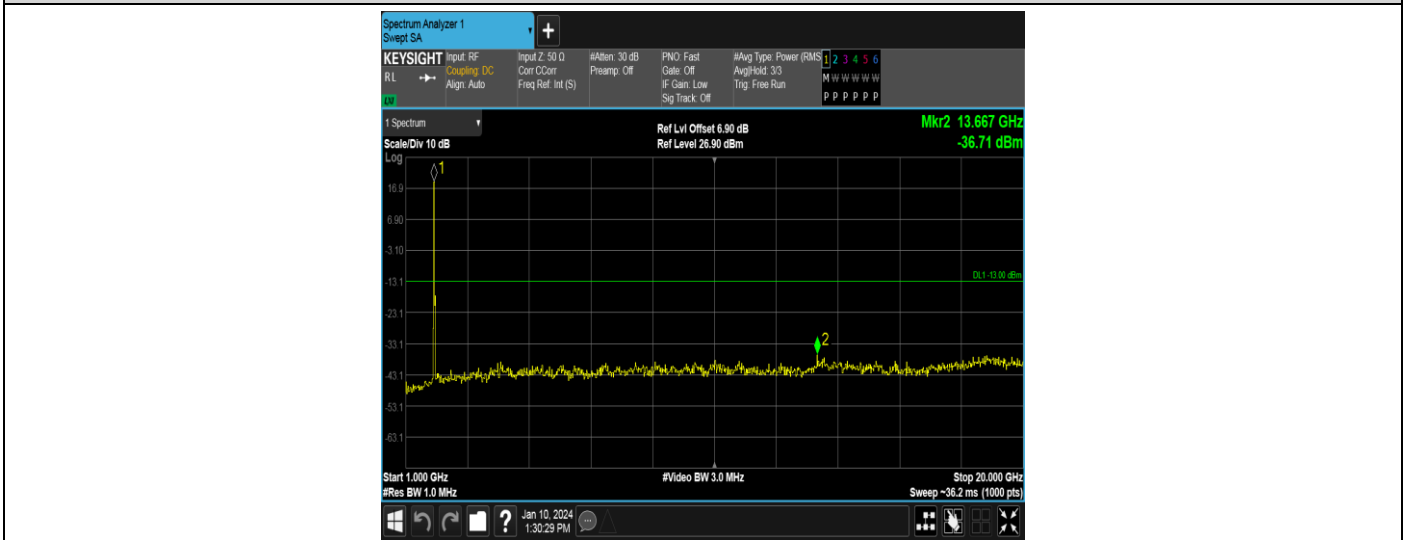 Spectrum Analyzer 1
Swept SA
+
KEYSIGHT Input: RF Input Z: 50 Ω #Atten: 30 dB PNO: Fast #Avg Type: Power (RMS 1 2 3 4 5 6
RL Coupling: DC Corr CCorr Preamp: Off Gate: Off Avg|Hold: 3/3 M W W W W W
Align: Auto Freq Ref: Int (S) IF Gain: Low Trig: Free Run P P P P P P
Sig Track: Off
1 Spectrum Ref Lvl Offset 6.90 dB Mkr2 13.667 GHz
Scale/Div 10 dB Ref Level 26.90 dBm -36.71 dBm
Log
1
16.9
6.90
-3.10
DL1 -13.00 dBm
-13.1
-23.1
-33.1
2
-43.1
-53.1
-63.1
Start 1.000 GHz #Video BW 3.0 MHz Stop 20.000 GHz
#Res BW 1.0 MHz Sweep ~36.2 ms (1000 pts)
? Jan 10, 2024
1:30:29 PM